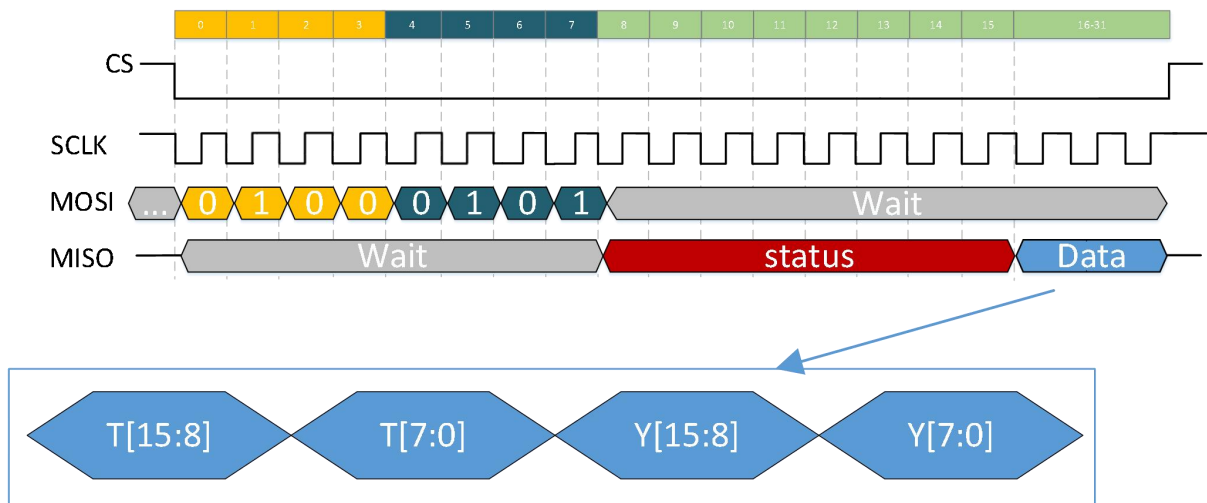 0 1 2 3 4 5 6 7 8 9 10 11 12 13 14 15 16-31
CS
SCLK
MOSI ... 0 1 0 0 0 1 0 1 Wait
MISO Wait status Data
T[15:8] T[7:0] Y[15:8] Y[7:0]